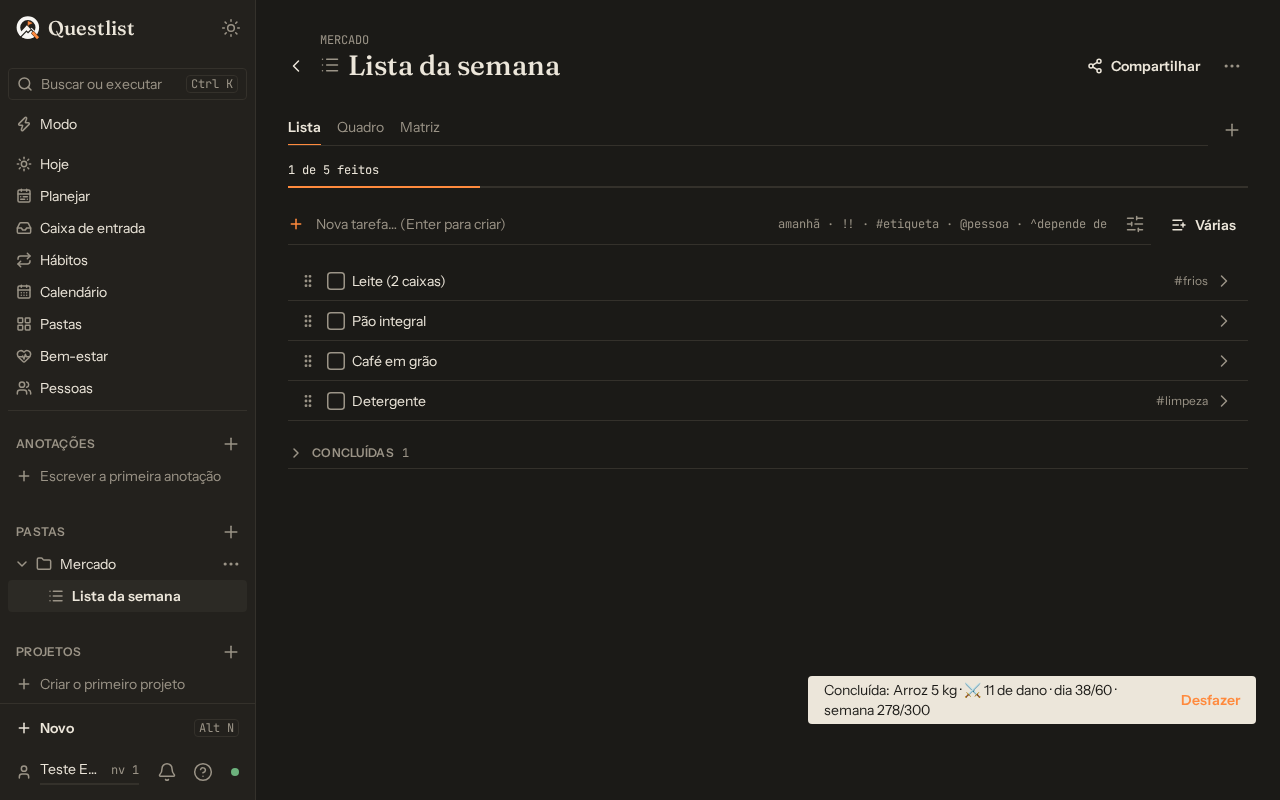 Questlist
Buscar ou executar Ctrl K
Modo
Hoje
Planejar
Caixa de entrada
Hábitos
Calendário
Pastas
Bem-estar
Pessoas
ANOTAÇÕES
Escrever a primeira anotação
PASTAS
Mercado
Lista da semana
PROJETOS
Criar o primeiro projeto
Novo Alt N
Teste E... nv 1
MERCADO
Lista da semana
Compartilhar
Lista Quadro Matriz
1 de 5 feitos
Nova tarefa... (Enter para criar) amanhã · !! · #etiqueta · @pessoa · ^depende de Várias
Leite (2 caixas) #frios
Pão integral
Café em grão
Detergente #limpeza
CONCLUÍDAS 1
Concluída: Arroz 5 kg · ⚔️ 11 de dano · dia 38/60 ·
semana 278/300
Desfazer